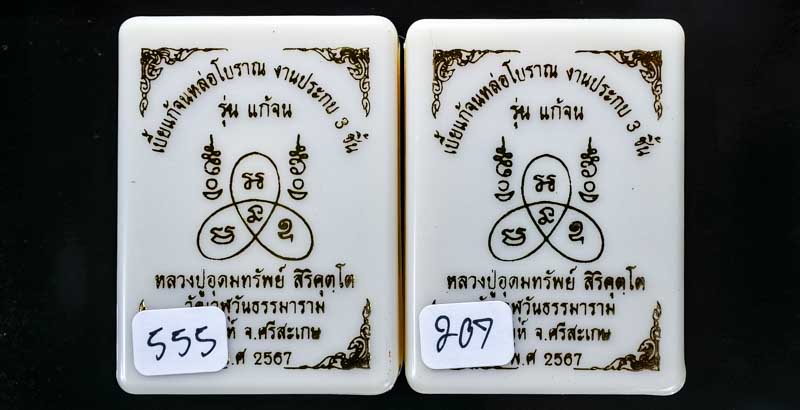 เบี้ยแก้จนหล่อโบราณ งานประกบ 3 ชิ้น
รุ่น แก้จน
หลวงปู่อุดมทรัพย์ สิริคุตฺโต
จ.ศรีสะเกษ
2567
555
เบี้ยแก้จนหล่อโบราณ งานประกบ 3 ชิ้น
รุ่น แก้จน
หลวงปู่อุดมทรัพย์ สิริคุตฺโต
จ.ศรีสะเกษ
พ.ศ 2567
207